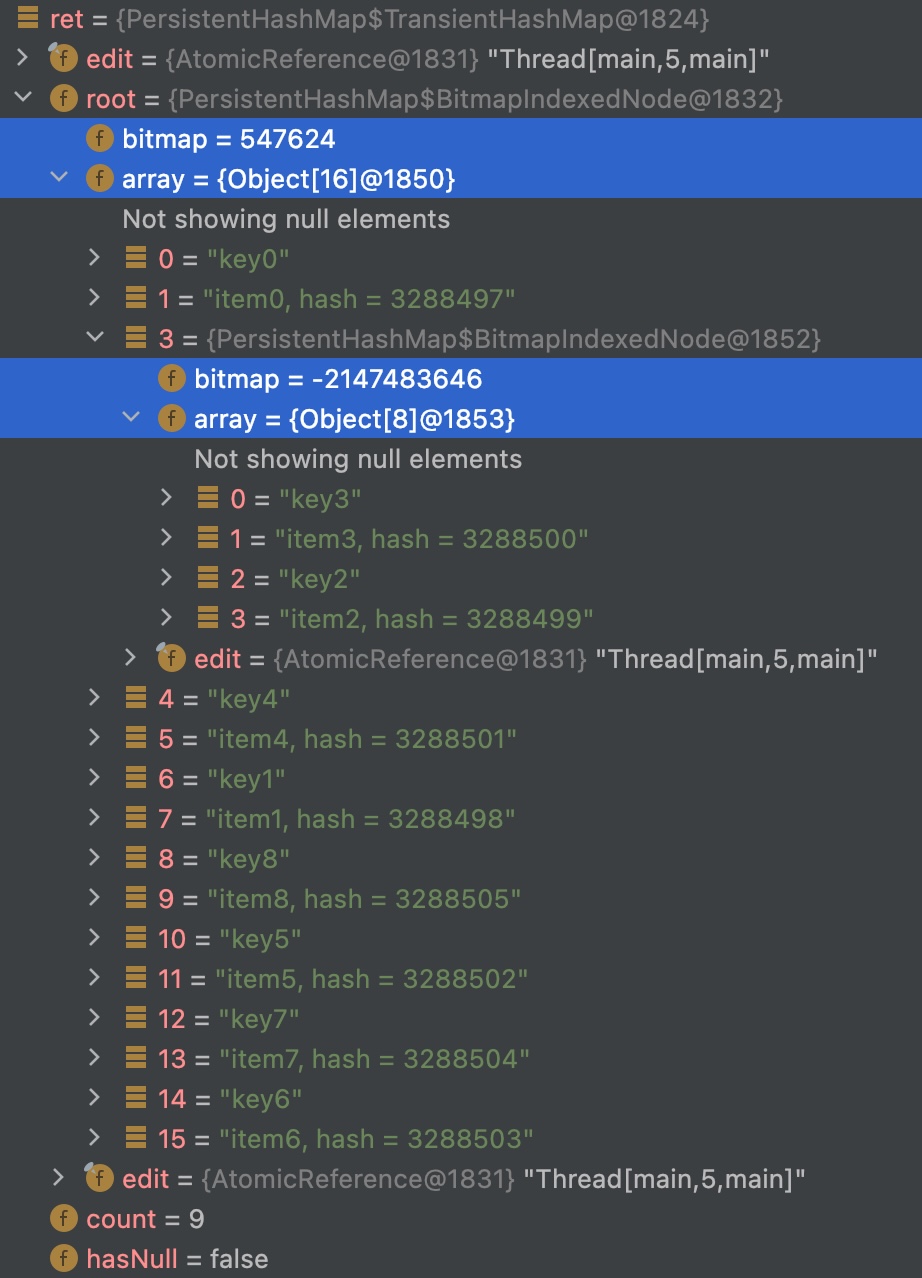 ret = {PersistentHashMap$TransientHashMap@1824}
f edit = {AtomicReference@1831} "Thread[main,5,main]"
f root = {PersistentHashMap$BitmapIndexedNode@1832}
f bitmap = 547624
f array = {Object[16]@1850}
Not showing null elements
0 = "key0"
1 = "item0, hash = 3288497"
3 = {PersistentHashMap$BitmapIndexedNode@1852}
f bitmap = -2147483646
f array = {Object[8]@1853}
Not showing null elements
0 = "key3"
1 = "item3, hash = 3288500"
2 = "key2"
3 = "item2, hash = 3288499"
f edit = {AtomicReference@1831} "Thread[main,5,main]"
4 = "key4"
5 = "item4, hash = 3288501"
6 = "key1"
7 = "item1, hash = 3288498"
8 = "key8"
9 = "item8, hash = 3288505"
10 = "key5"
11 = "item5, hash = 3288502"
12 = "key7"
13 = "item7, hash = 3288504"
14 = "key6"
15 = "item6, hash = 3288503"
f edit = {AtomicReference@1831} "Thread[main,5,main]"
f count = 9
f hasNull = false